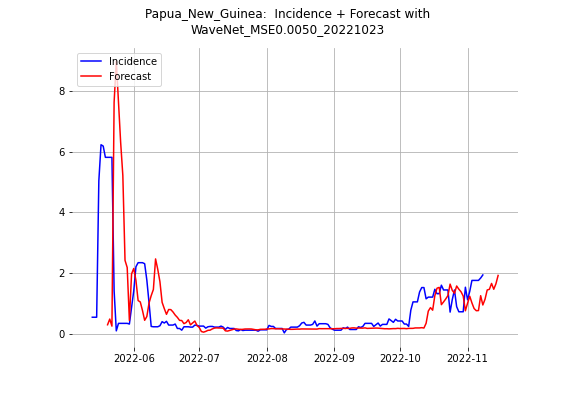 Papua_New_Guinea:  Incidence + Forecast with
WaveNet_MSE0.0050_20221023
Incidence
Forecast
8
6
4
2
0
2022-06 2022-07 2022-08 2022-09 2022-10 2022-11